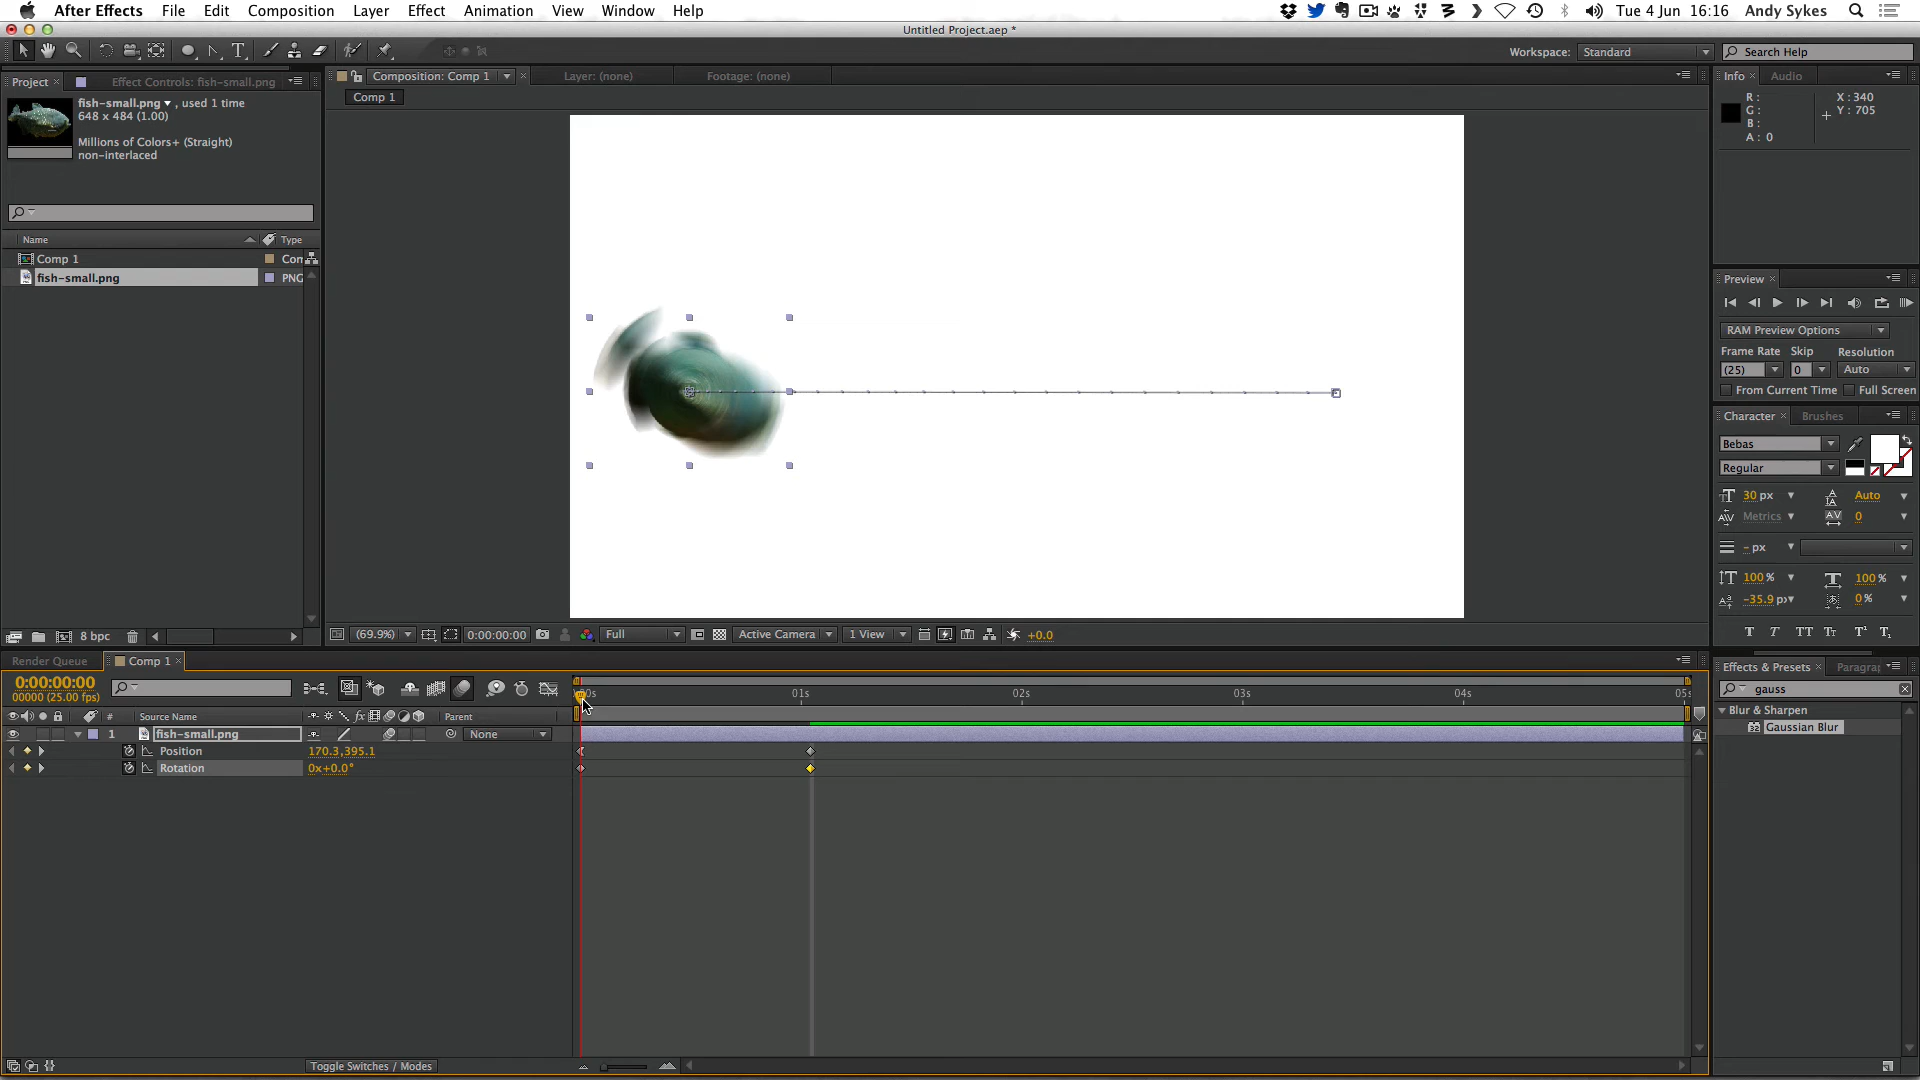 After Effects File Edit Composition Layer Effect Animation View Window Help Tue 4 Jun 16:16 Andy Sykes
Untitled Project.aep *
Workspace: Standard Search Help
Project Effect Controls: fish-small.png
Composition: Comp 1 Layer: (none) Footage: (none)
Info Audio
Comp 1
fish-small.png , used 1 time
648 x 484 (1.00)
Millions of Colors+ (Straight)
non-interlaced
R: X: 340
G: Y: 705
B:
A: 0
Name Type
Comp 1
fish-small.png PNG
Preview
RAM Preview Options
Frame Rate Skip Resolution
(25) 0 Auto
From Current Time Full Screen
Character Brushes
Bebas
Regular
30 px Auto
Metrics 0
- px
100 % 100 %
-35.9 px 0 %
T T TT Tr T¹ T,
8 bpc
(69.9%) 0:00:00:00 Full Active Camera 1 View +0.0
Render Queue Comp 1
0:00:00:00
00000 (25.00 fps)
01s 02s 03s 04s
# Source Name fx Parent
1 fish-small.png None
Position 170.3,395.1
Rotation 0x+0.0°
Effects & Presets
gauss
Blur & Sharpen
32 Gaussian Blur
Toggle Switches / Modes